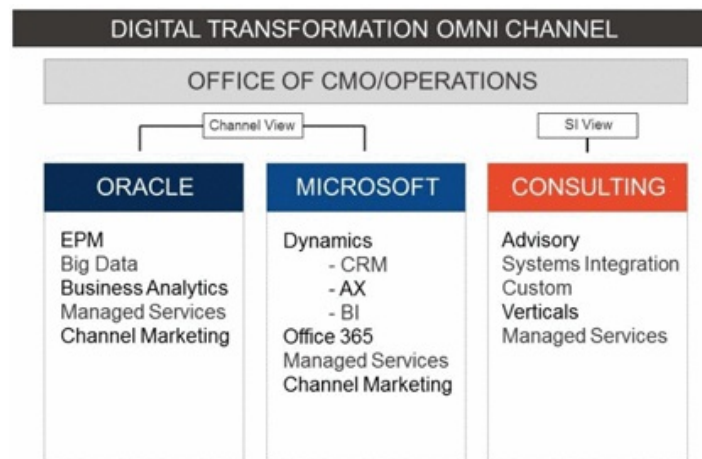 DIGITAL TRANSFORMATION OMNI CHANNEL
OFFICE OF CMO/OPERATIONS
Channel View
SI View
ORACLE
EPM
Big Data
Business Analytics
Managed Services
Channel Marketing
MICROSOFT
Dynamics
- CRM
- AX
- BI
Office 365
Managed Services
Channel Marketing
CONSULTING
Advisory
Systems Integration
Custom
Verticals
Managed Services